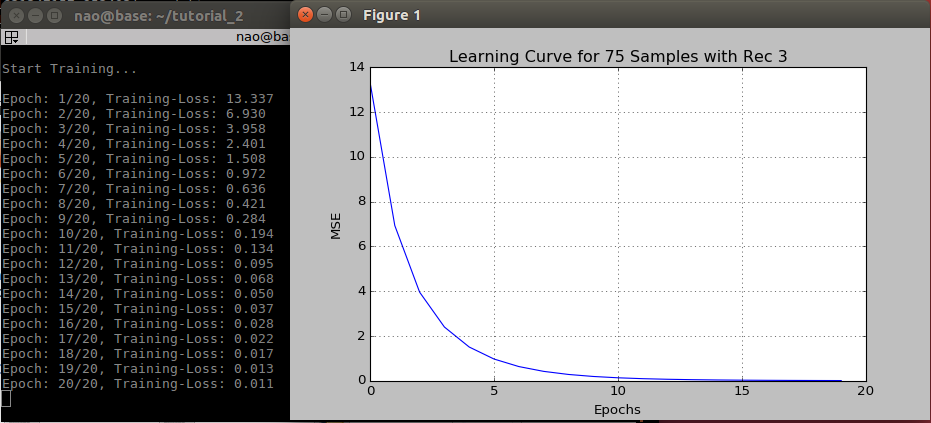 nao@base: ~/tutorial_2
nao@ba
Start Training...
Epoch: 1/20, Training-Loss: 13.337
Epoch: 2/20, Training-Loss: 6.930
Epoch: 3/20, Training-Loss: 3.958
Epoch: 4/20, Training-Loss: 2.401
Epoch: 5/20, Training-Loss: 1.508
Epoch: 6/20, Training-Loss: 0.972
Epoch: 7/20, Training-Loss: 0.636
Epoch: 8/20, Training-Loss: 0.421
Epoch: 9/20, Training-Loss: 0.284
Epoch: 10/20, Training-Loss: 0.194
Epoch: 11/20, Training-Loss: 0.134
Epoch: 12/20, Training-Loss: 0.095
Epoch: 13/20, Training-Loss: 0.068
Epoch: 14/20, Training-Loss: 0.050
Epoch: 15/20, Training-Loss: 0.037
Epoch: 16/20, Training-Loss: 0.028
Epoch: 17/20, Training-Loss: 0.022
Epoch: 18/20, Training-Loss: 0.017
Epoch: 19/20, Training-Loss: 0.013
Epoch: 20/20, Training-Loss: 0.011
Figure 1
Learning Curve for 75 Samples with Rec 3
14
12
10
8
6
4
2
0
MSE
0 5 10 15 20
Epochs